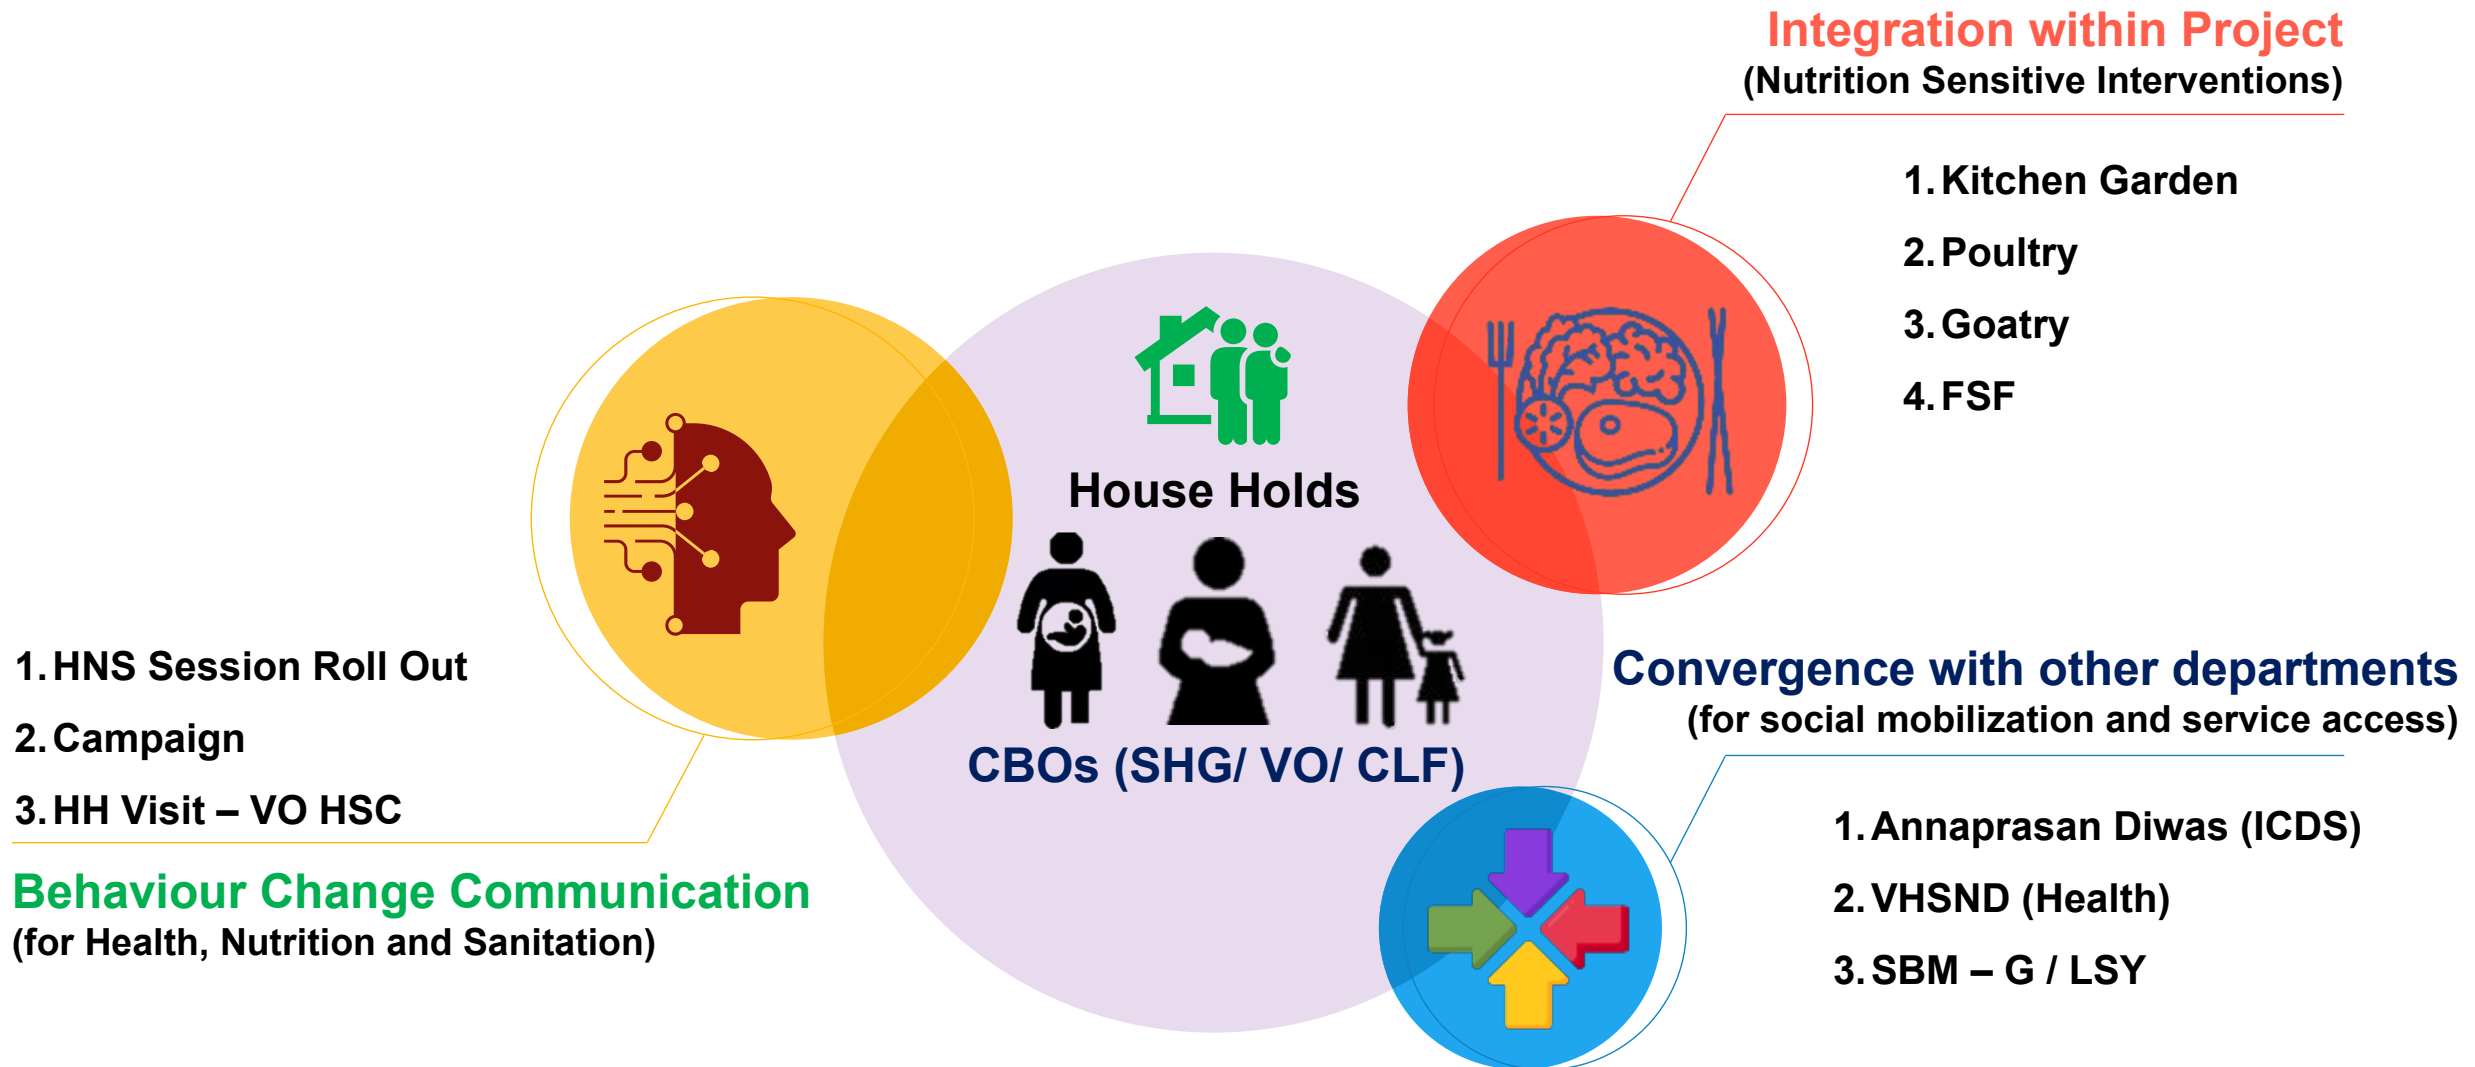 Integration within Project
(Nutrition Sensitive Interventions)
1. Kitchen Garden
2. Poultry
3. Goatry
4. FSF
House Holds
CBOs (SHG/ VO/ CLF)
1. HNS Session Roll Out
2. Campaign
3. HH Visit – VO HSC
Behaviour Change Communication
(for Health, Nutrition and Sanitation)
Convergence with other departments
(for social mobilization and service access)
1. Annaprasan Diwas (ICDS)
2. VHSND (Health)
3. SBM – G / LSY